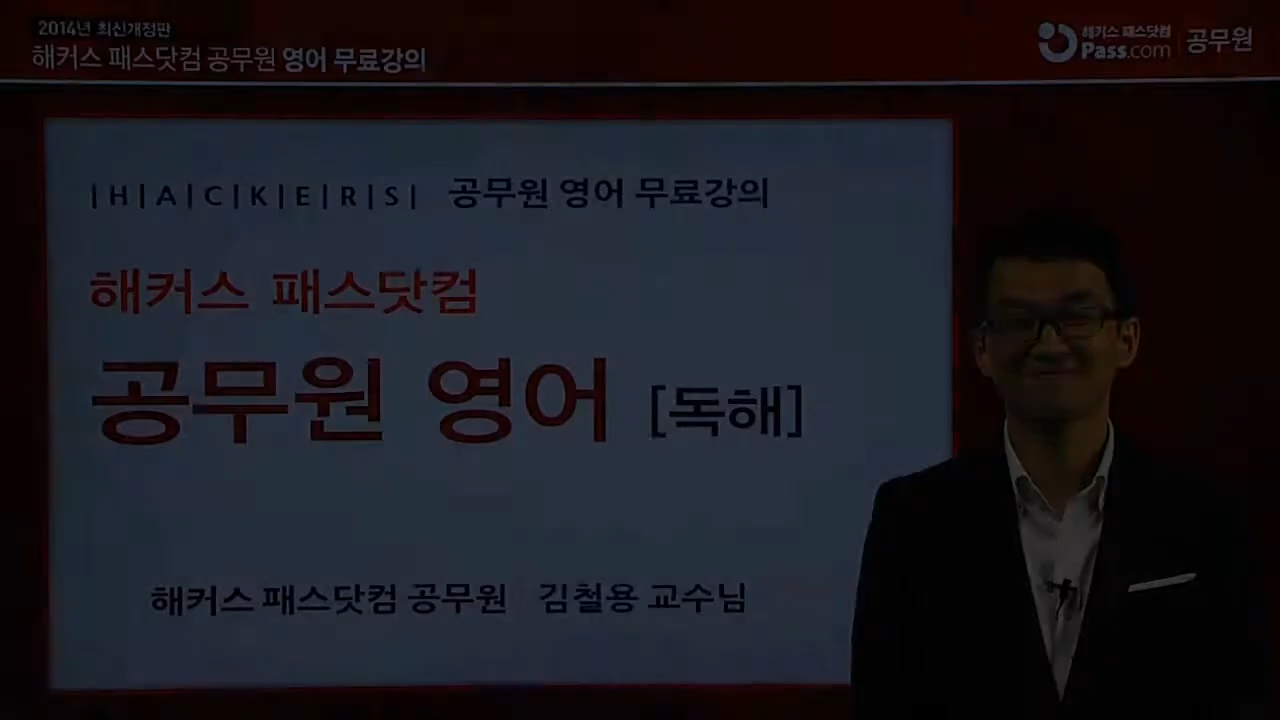 2014년 최신개정판
해커스 패스닷컴 공무원 영어 무료강의
해커스 패스닷컴
Pass.com 공무원
|H|A|C|K|E|R|S| 공무원 영어 무료강의
해커스 패스닷컴
공무원 영어 [독해]
해커스 패스닷컴 공무원 김철용 교수님